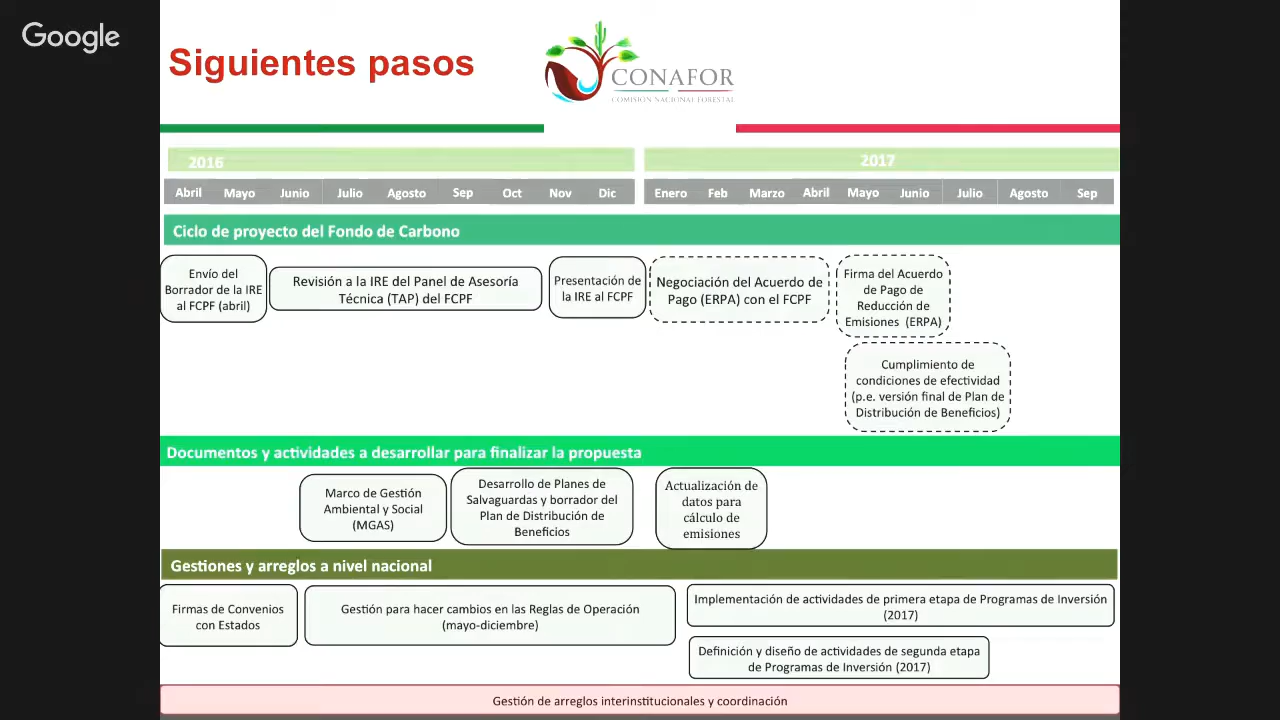 Google
Siguientes pasos
CONAFOR
COMISIÓN NACIONAL FORESTAL
2016
2017
Abril Mayo Junio Julio Agosto Sep Oct Nov Dic Enero Feb Marzo Abril Mayo Junio Julio Agosto Sep
Ciclo de proyecto del Fondo de Carbono
Envío del
Borrador de la IRE
al FCPF (abril)
Revisión a la IRE del Panel de Asesoría
Técnica (TAP) del FCPF
Presentación de
la IRE al FCPF
Negociación del Acuerdo de
Pago (ERPA) con el FCPF
Firma del Acuerdo
de Pago de
Reducción de
Emisiones (ERPA)
Cumplimiento de
condiciones de efectividad
(p.e. versión final de Plan de
Distribución de Beneficios)
Documentos y actividades a desarrollar para finalizar la propuesta
Marco de Gestión
Ambiental y Social
(MGAS)
Desarrollo de Planes de
Salvaguardas y borrador del
Plan de Distribución de
Beneficios
Actualización de
datos para
cálculo de
emisiones
Gestiones y arreglos a nivel nacional
Firmas de Convenios
con Estados
Gestión para hacer cambios en las Reglas de Operación
(mayo-diciembre)
Implementación de actividades de primera etapa de Programas de Inversión
(2017)
Definición y diseño de actividades de segunda etapa
de Programas de Inversión (2017)
Gestión de arreglos interinstitucionales y coordinación